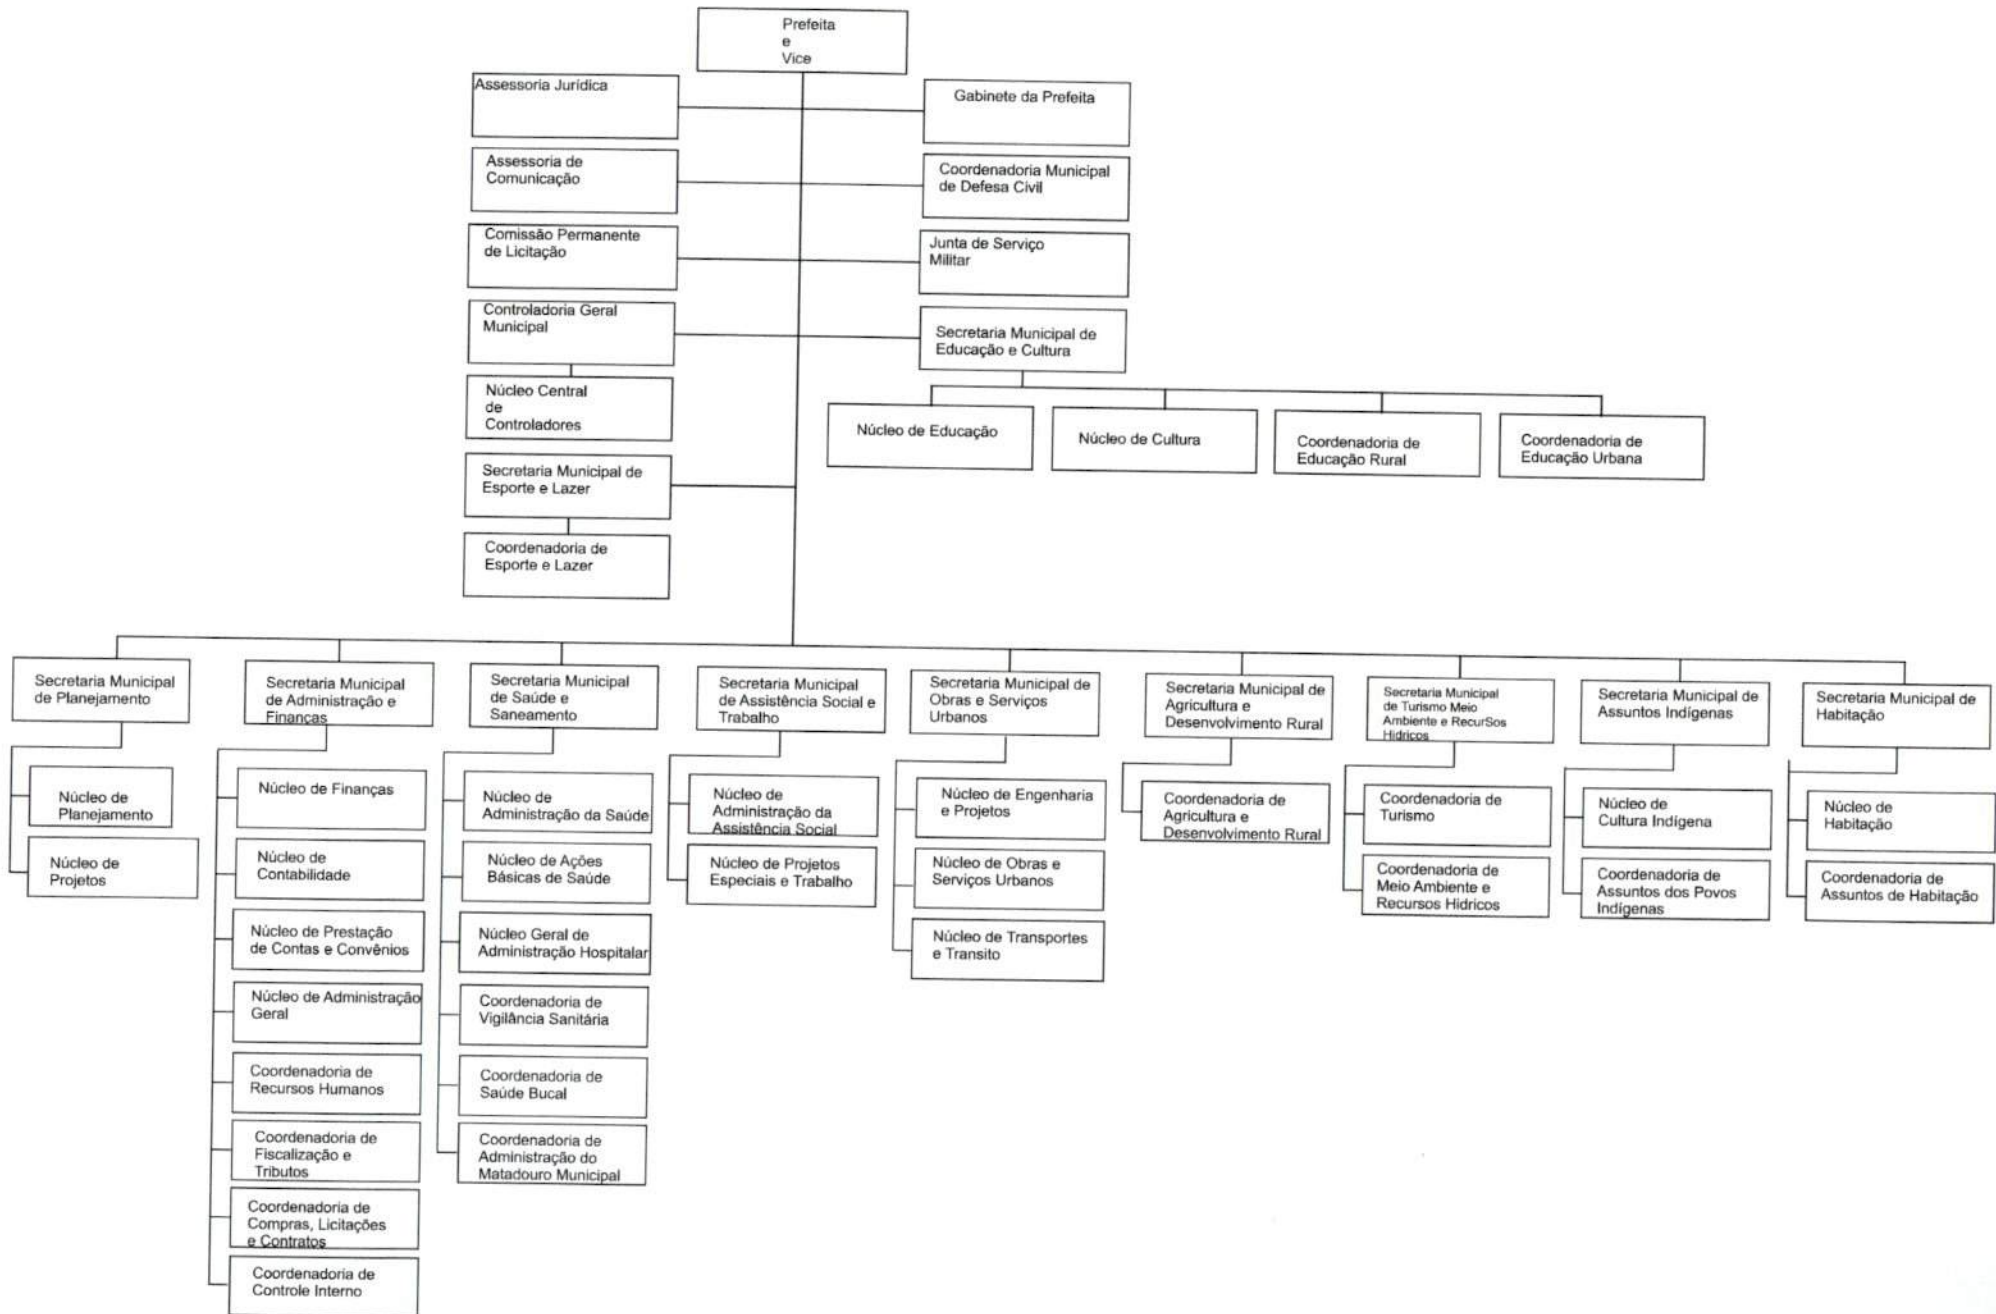 Prefeita
e
Vice
Assessoria Jurídica
Gabinete da Prefeita
Assessoria de
Comunicação
Coordenadoria Municipal
de Defesa Civil
Comissão Permanente
de Licitação
Junta de Serviço
Militar
Controladoria Geral
Municipal
Secretaria Municipal de
Educação e Cultura
Núcleo Central
de
Controladores
Núcleo de Educação
Núcleo de Cultura
Coordenadoria de
Educação Rural
Coordenadoria de
Educação Urbana
Secretaria Municipal de
Esporte e Lazer
Coordenadoria de
Esporte e Lazer
Secretaria Municipal
de Planejamento
Núcleo de
Planejamento
Núcleo de
Projetos
Secretaria Municipal
de Administração e
Finanças
Núcleo de Finanças
Núcleo de
Contabilidade
Núcleo de Prestação
de Contas e Convênios
Núcleo de Administração
Geral
Coordenadoria de
Recursos Humanos
Coordenadoria de
Fiscalização e
Tributos
Coordenadoria de
Compras, Licitações
e Contratos
Coordenadoria de
Controle Interno
Secretaria Municipal
de Saúde e
Saneamento
Núcleo de
Administração da Saúde
Núcleo de Ações
Básicas de Saúde
Núcleo Geral de
Administração Hospitalar
Coordenadoria de
Vigilância Sanitária
Coordenadoria de
Saúde Bucal
Coordenadoria de
Administração do
Matadouro Municipal
Secretaria Municipal
de Assistência Social e
Trabalho
Núcleo de
Administração da
Assistência Social
Núcleo de Projetos
Especiais e Trabalho
Secretaria Municipal de
Obras e Serviços
Urbanos
Núcleo de Engenharia
e Projetos
Núcleo de Obras e
Serviços Urbanos
Núcleo de Transportes
e Transito
Secretaria Municipal de
Agricultura e
Desenvolvimento Rural
Coordenadoria de
Agricultura e
Desenvolvimento Rural
Secretaria Municipal
de Turismo Meio
Ambiente e RecurSos
Hidricos
Coordenadoria de
Turismo
Coordenadoria de
Meio Ambiente e
Recursos Hidricos
Secretaria Municipal de
Assuntos Indígenas
Núcleo de
Cultura Indígena
Coordenadoria de
Assuntos dos Povos
Indígenas
Secretaria Municipal de
Habitação
Núcleo de
Habitação
Coordenadoria de
Assuntos de Habitação